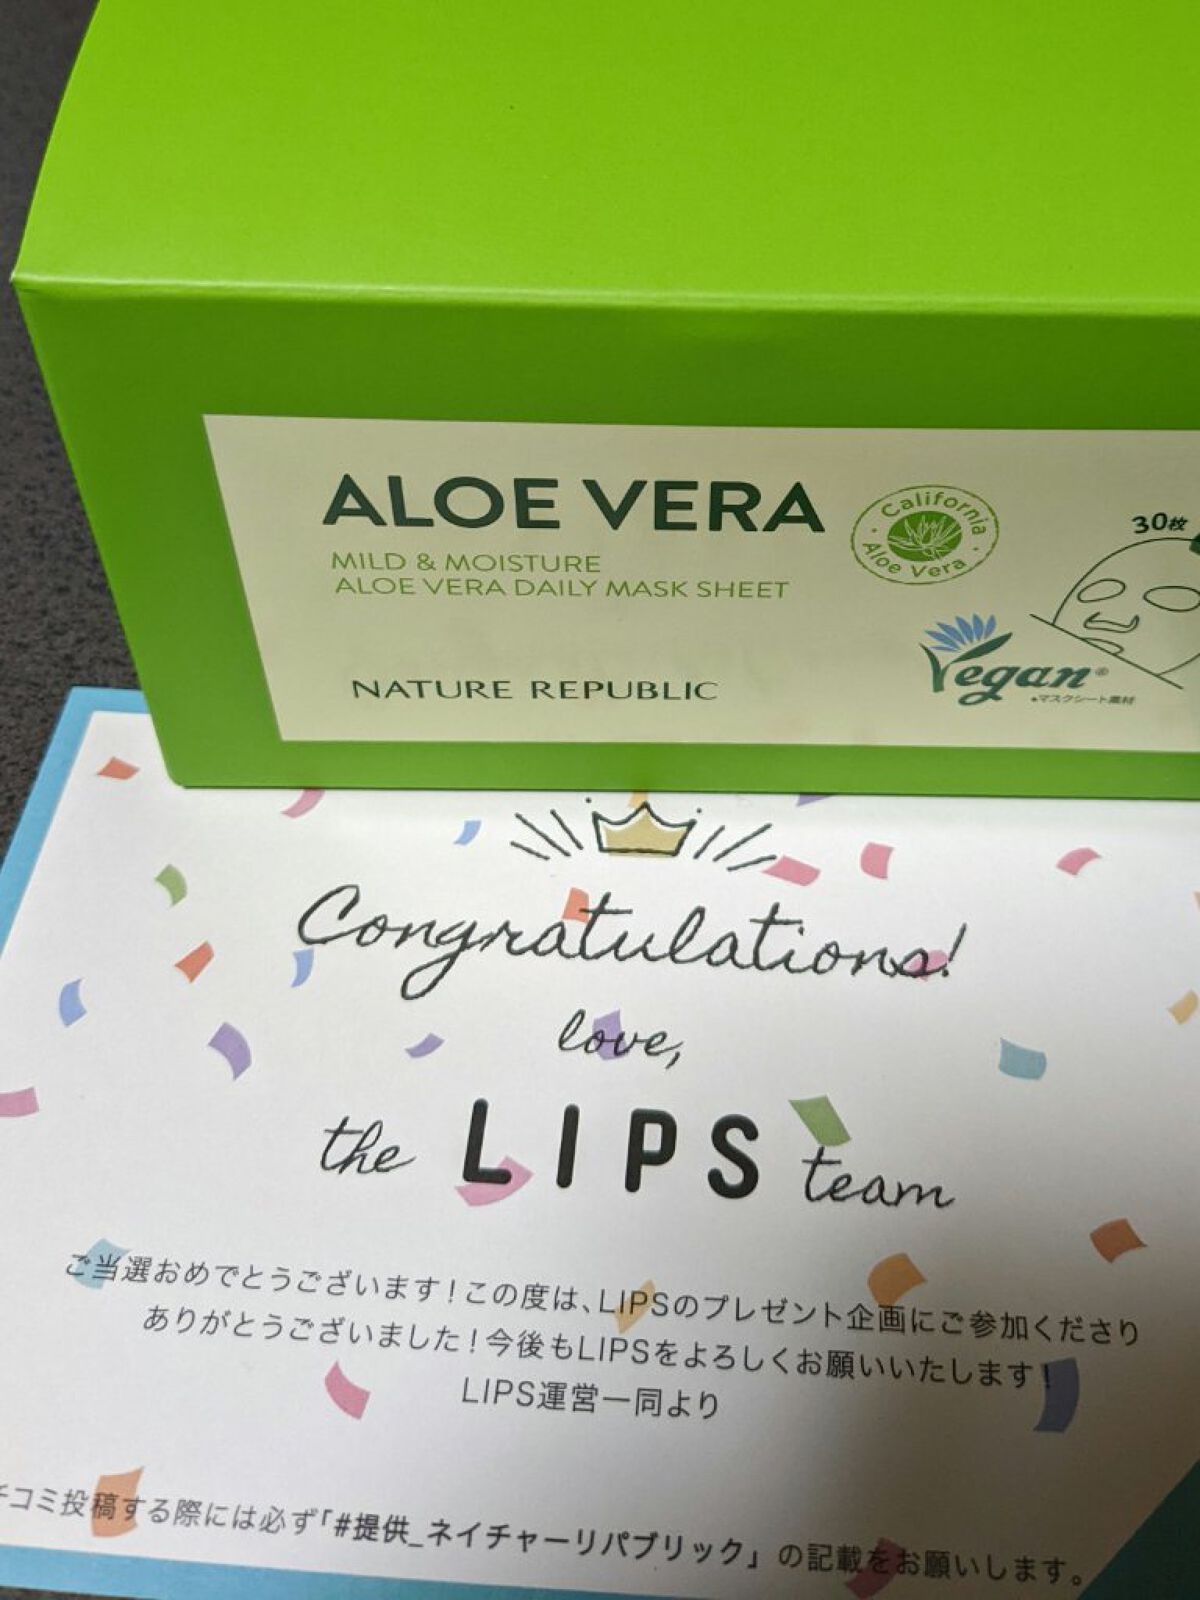 ALOE VERA
MILD & MOISTURE
ALOE VERA DAILY MASK SHEET
NATURE REPUBLIC
California
Aloe Vera
30枚
Vegan®
*マスクシート素材
Congratulations!
love,
the LIPS team
ご当選おめでとうございます!この度は、LIPSのプレゼント企画にご参加くださり
ありがとうございました!今後もLIPSをよろしくお願いいたします!
LIPS運営一同より
コミ投稿する際には必ず「#提供_ネイチャーリパブリック」の記載をお願いします。